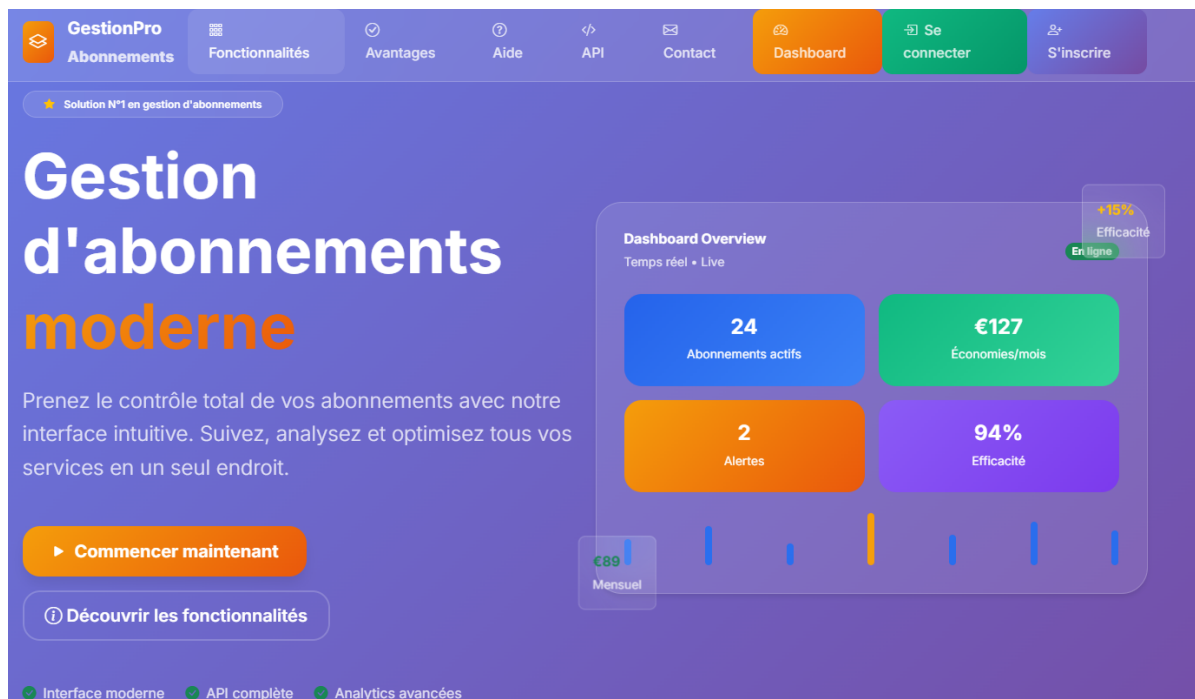 GestionPro
Abonnements
Fonctionnalités
Avantages
Aide
API
Contact
Dashboard
Se
connecter
S'inscrire
Solution N°1 en gestion d'abonnements
Gestion
d'abonnements
moderne
Prenez le contrôle total de vos abonnements avec notre
interface intuitive. Suivez, analysez et optimisez tous vos
services en un seul endroit.
Commencer maintenant
Découvrir les fonctionnalités
Interface moderne
API complète
Analytics avancées
+15%
Efficacité
Dashboard Overview
Temps réel • Live
En ligne
24
Abonnements actifs
€127
Économies/mois
2
Alertes
94%
Efficacité
€89
Mensuel